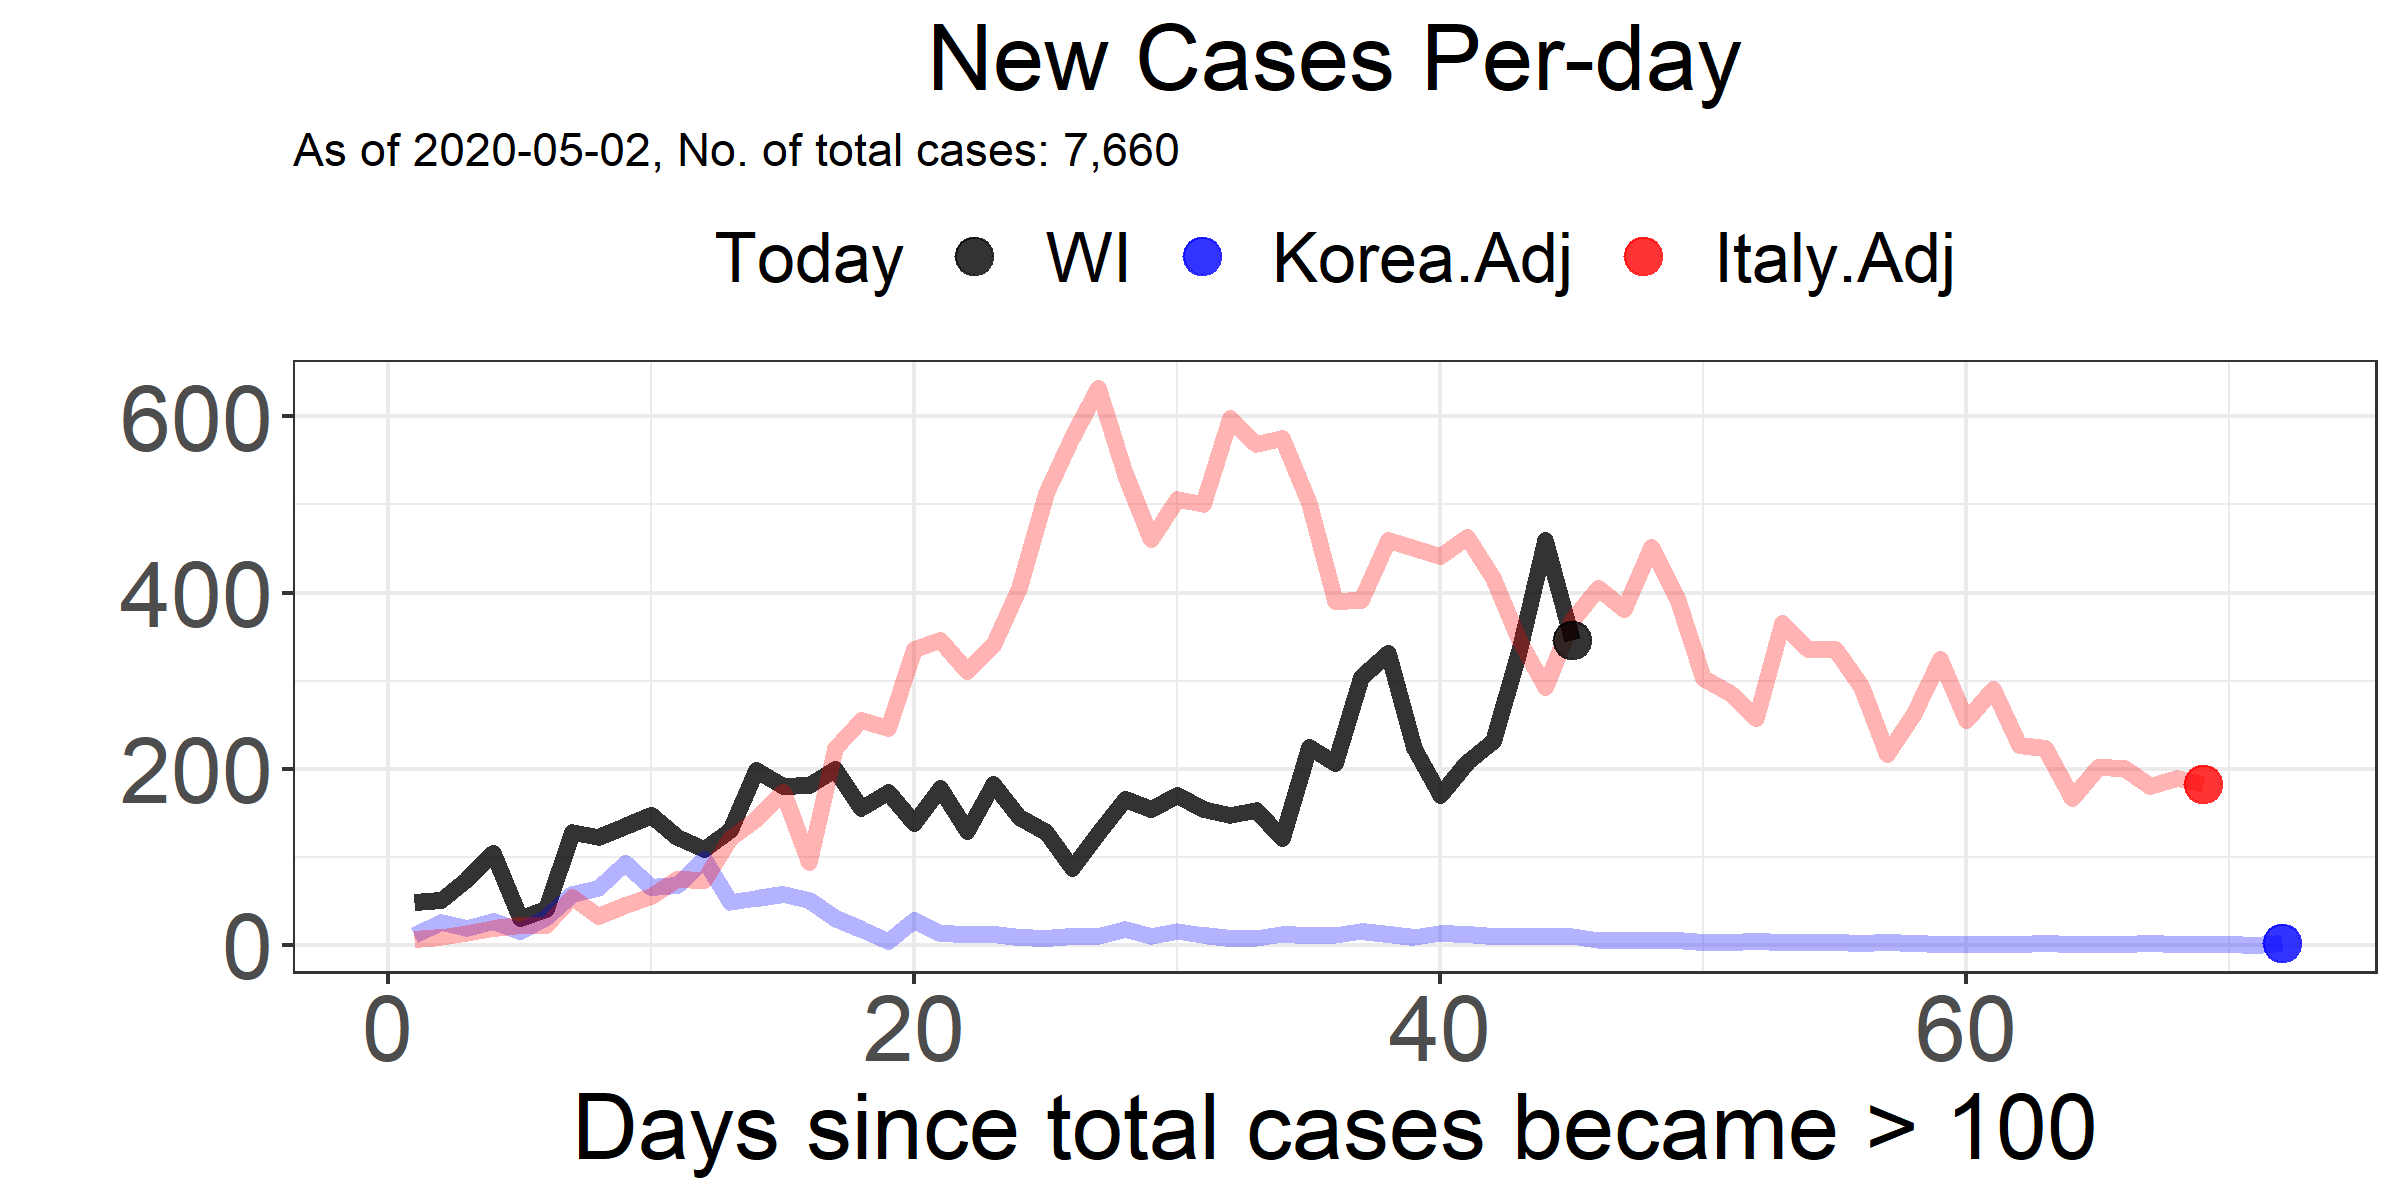 New Cases Per-day
As of 2020-05-02, No. of total cases: 7,660
Today WI Korea.Adj Italy.Adj
600
400
200
0
0 20 40 60
Days since total cases became > 100